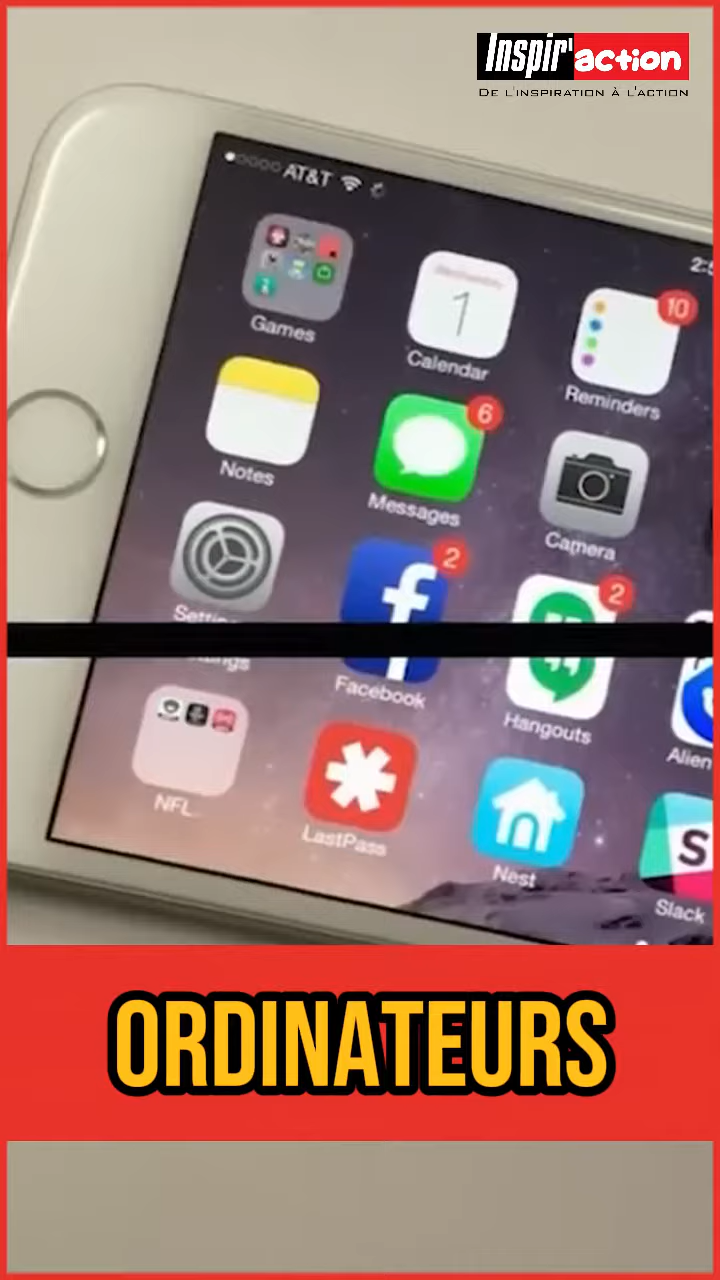 Inspir'action
De l'inspiration à l'action
AT&T
Games
Calendar
1
Reminders
10
Notes
Messages
6
Camera
Facebook
2
Hangouts
2
NFL
LastPass
Nest
Slack
S
ORDINATEURS